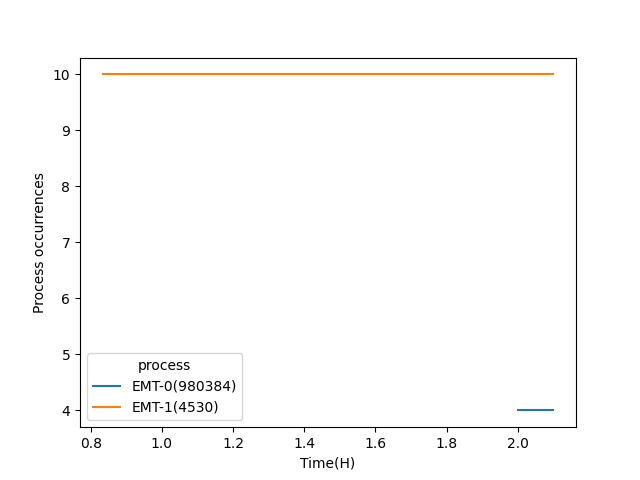 10
9
8
7
6
5
4
Process occurrences
process
EMT-0(980384)
EMT-1(4530)
0.8 1.0 1.2 1.4 1.6 1.8 2.0
Time(H)